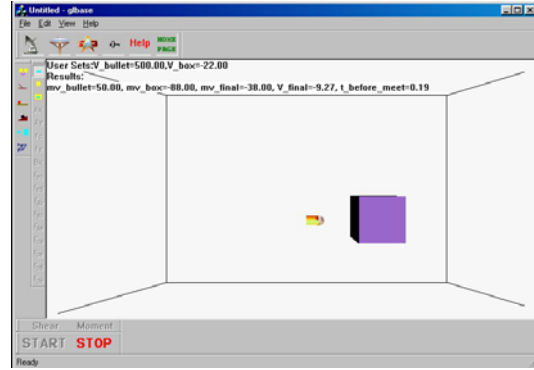 Untitled - glbase
File Edit View Help
Help HOME PAGE
User Sets:V_bullet=500.00,V_box=-22.00
Results:
mv_bullet=50.00, mv_box=-88.00, mv_final=-38.00, V_final=-9.27, t_before_meet=0.19
Shear Moment
START STOP
Ready